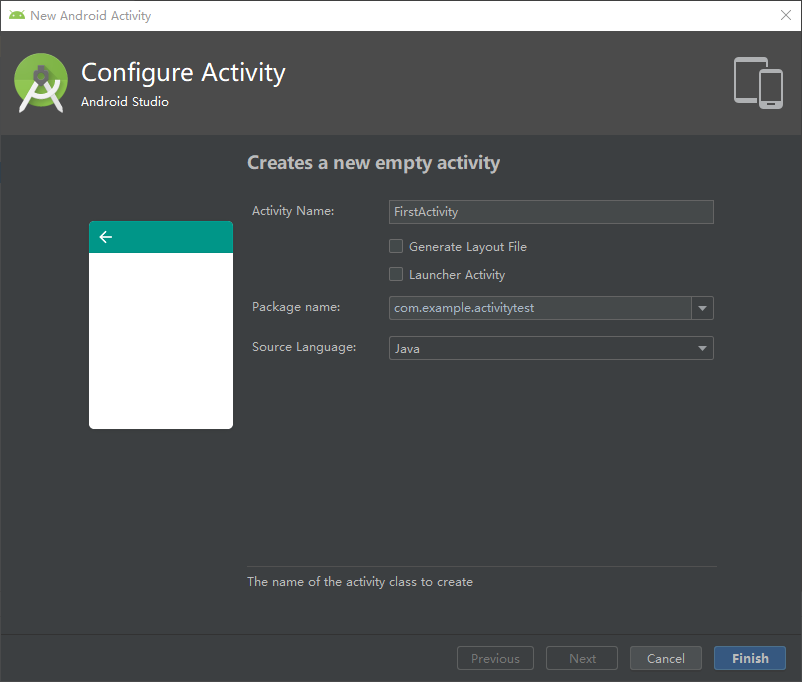 New Android Activity
Configure Activity
Android Studio
Creates a new empty activity
Activity Name:
FirstActivity
Generate Layout File
Launcher Activity
Package name:
com.example.activitytest
Source Language:
Java
The name of the activity class to create
Previous
Next
Cancel
Finish